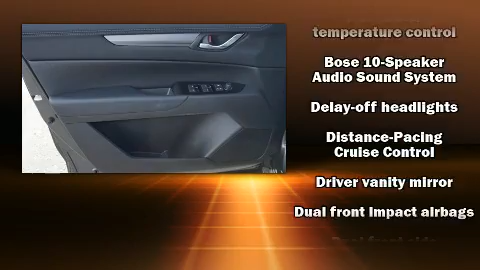 temperature control
Bose 10-Speaker
Audio Sound System
Delay-off headlights
Distance-Pacing
Cruise Control
Driver vanity mirror
Dual front impact airbags